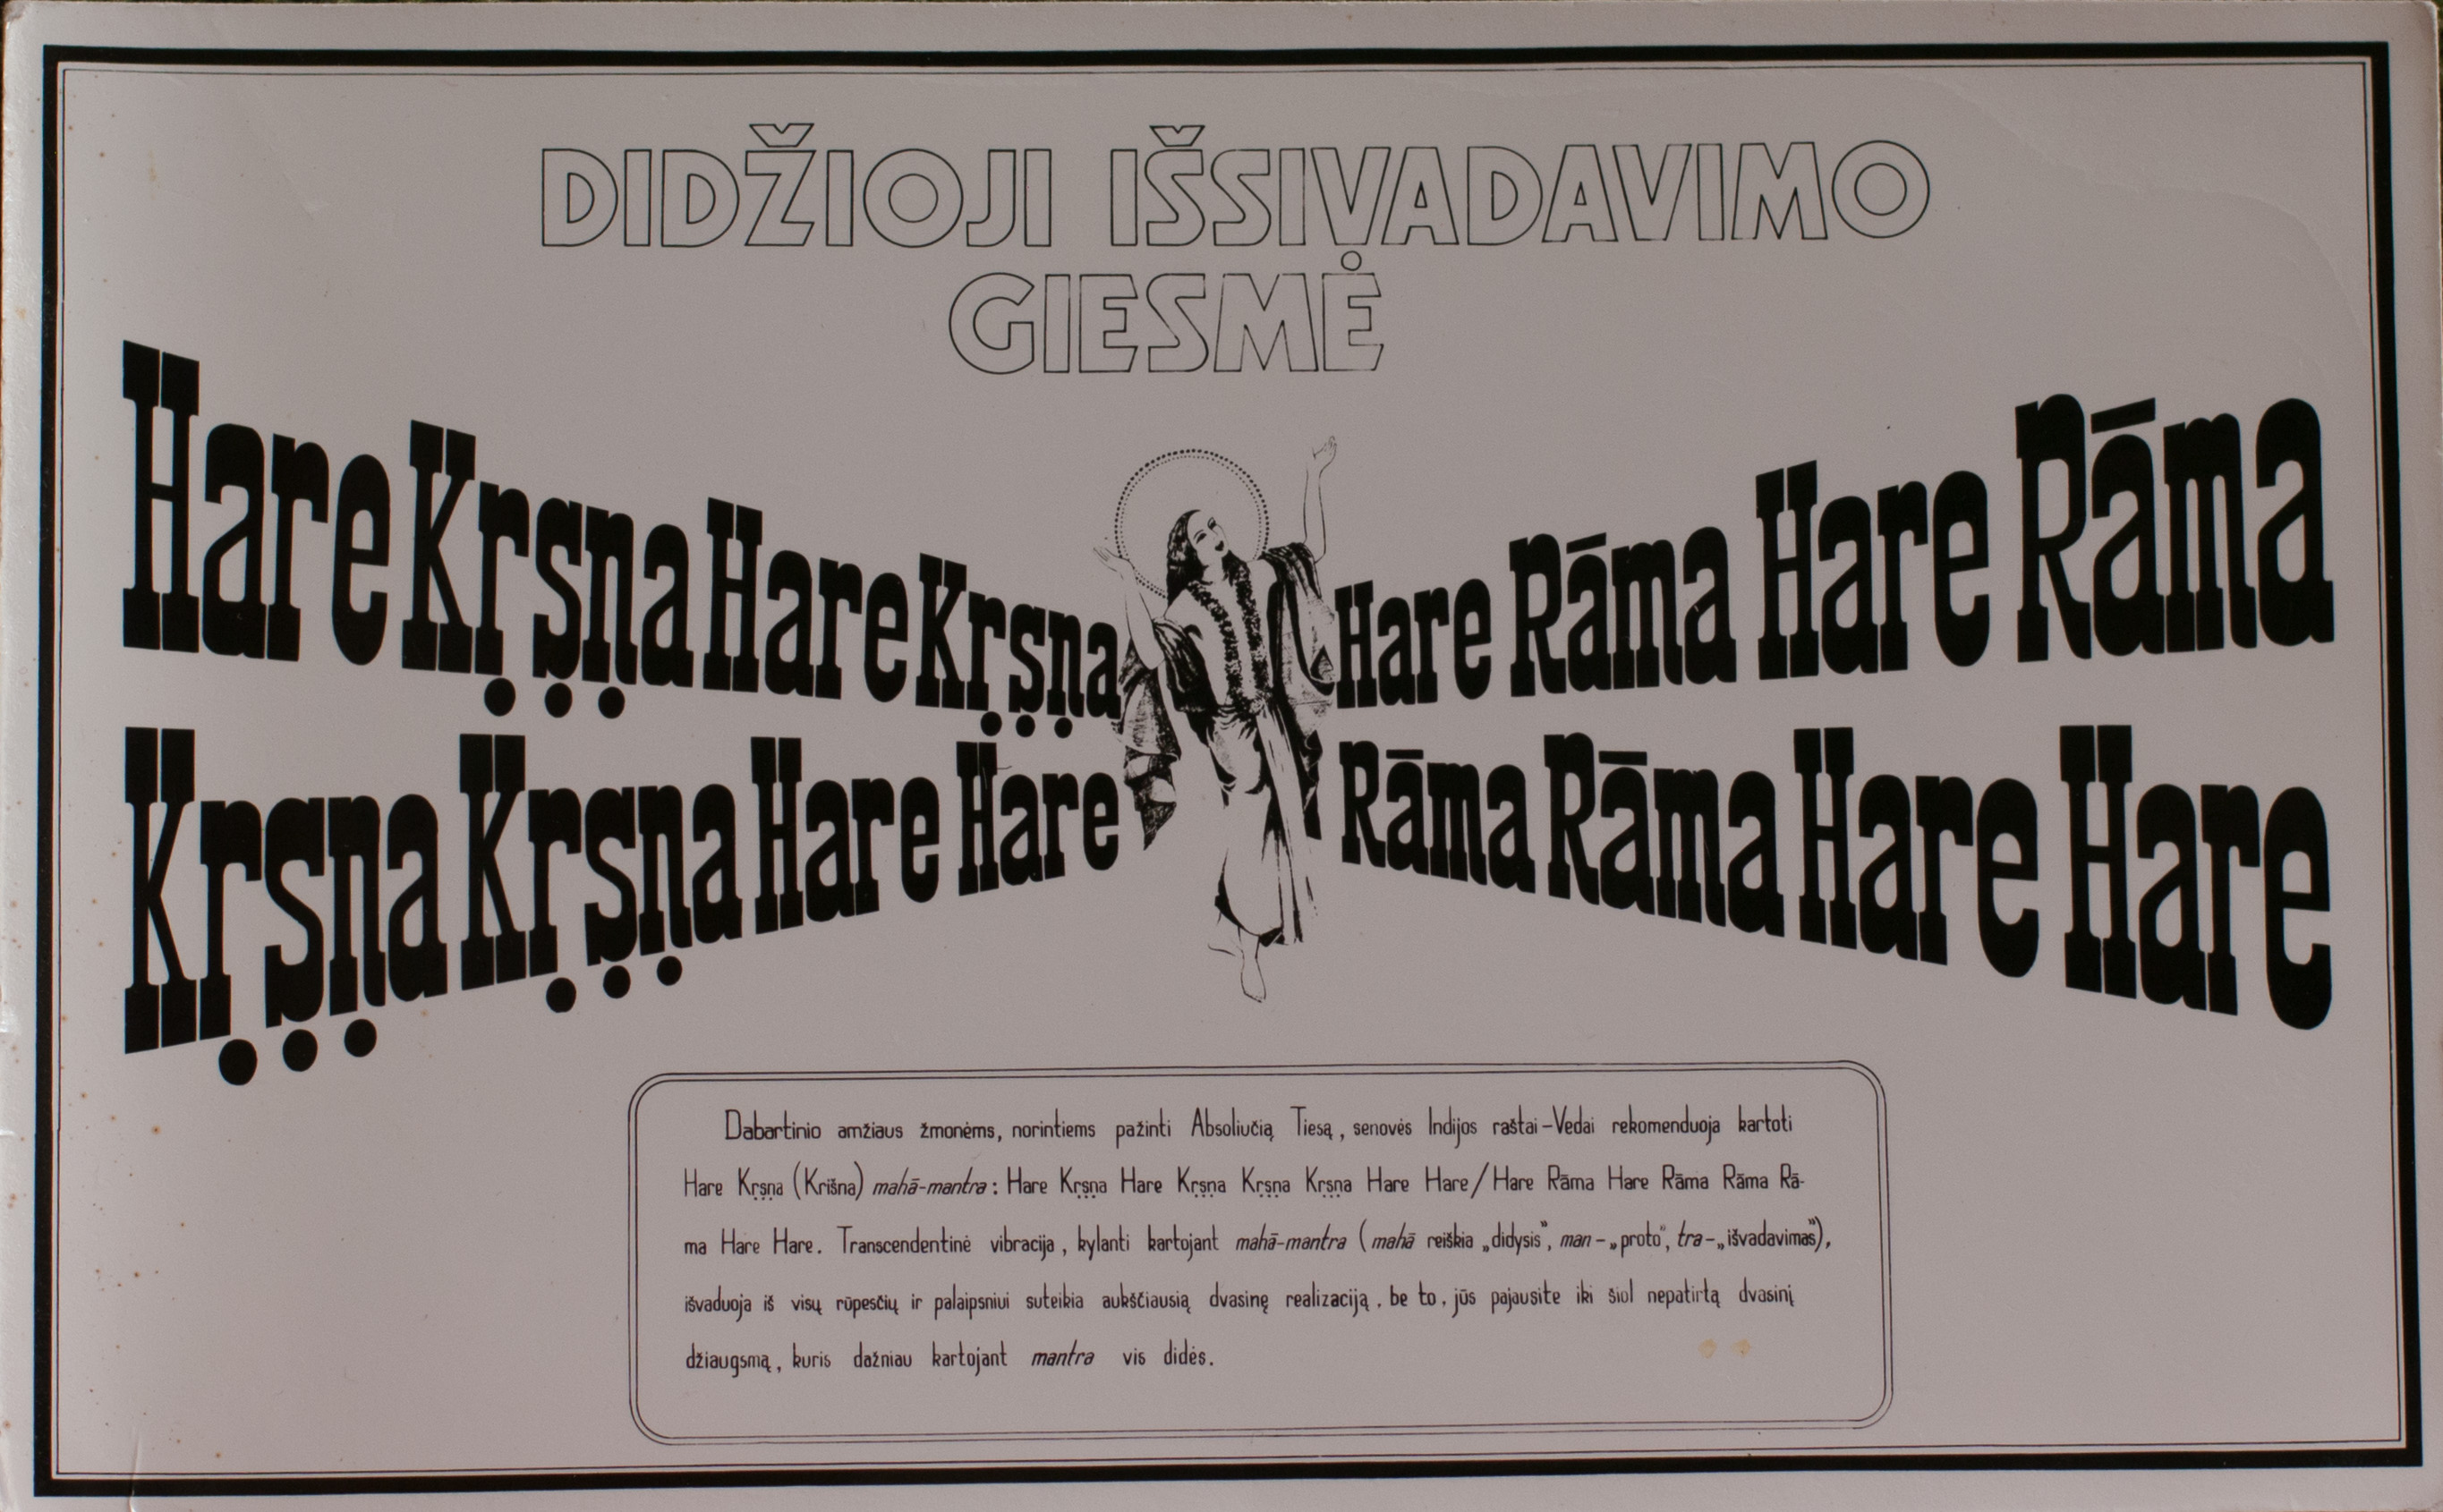 DIDŽIOJI IŠSIVADAVIMO
GIESMĖ
Hare Kṛṣṇa Hare Kṛṣṇa
Kṛṣṇa Kṛṣṇa Hare Hare
Hare Rāma Hare Rāma
Rāma Rāma Hare Hare
Dabartinio amžiaus žmonėms, norintiems pažinti Absoliučią Tiesą, senovės Indijos raštai–Vedai rekomenduoja kartoti
Hare Kṛṣṇa (Krišna) mahā-mantra: Hare Kṛṣṇa Hare Kṛṣṇa Kṛṣṇa Kṛṣṇa Hare Hare/Hare Rāma Hare Rāma Rāma Rā-
ma Hare Hare. Transcendentinė vibracija, kylanti kartojant mahā-mantra (mahā reiškia „didysis”, man–„proto”, tra–„išvadavimas”),
išvaduoja iš visų rūpesčių ir palaipsniui suteikia aukščiausią dvasinę realizaciją, be to, jūs pajausite iki šiol nepatirtą dvasinį
džiaugsmą, kuris dažniau kartojant mantra vis didės.